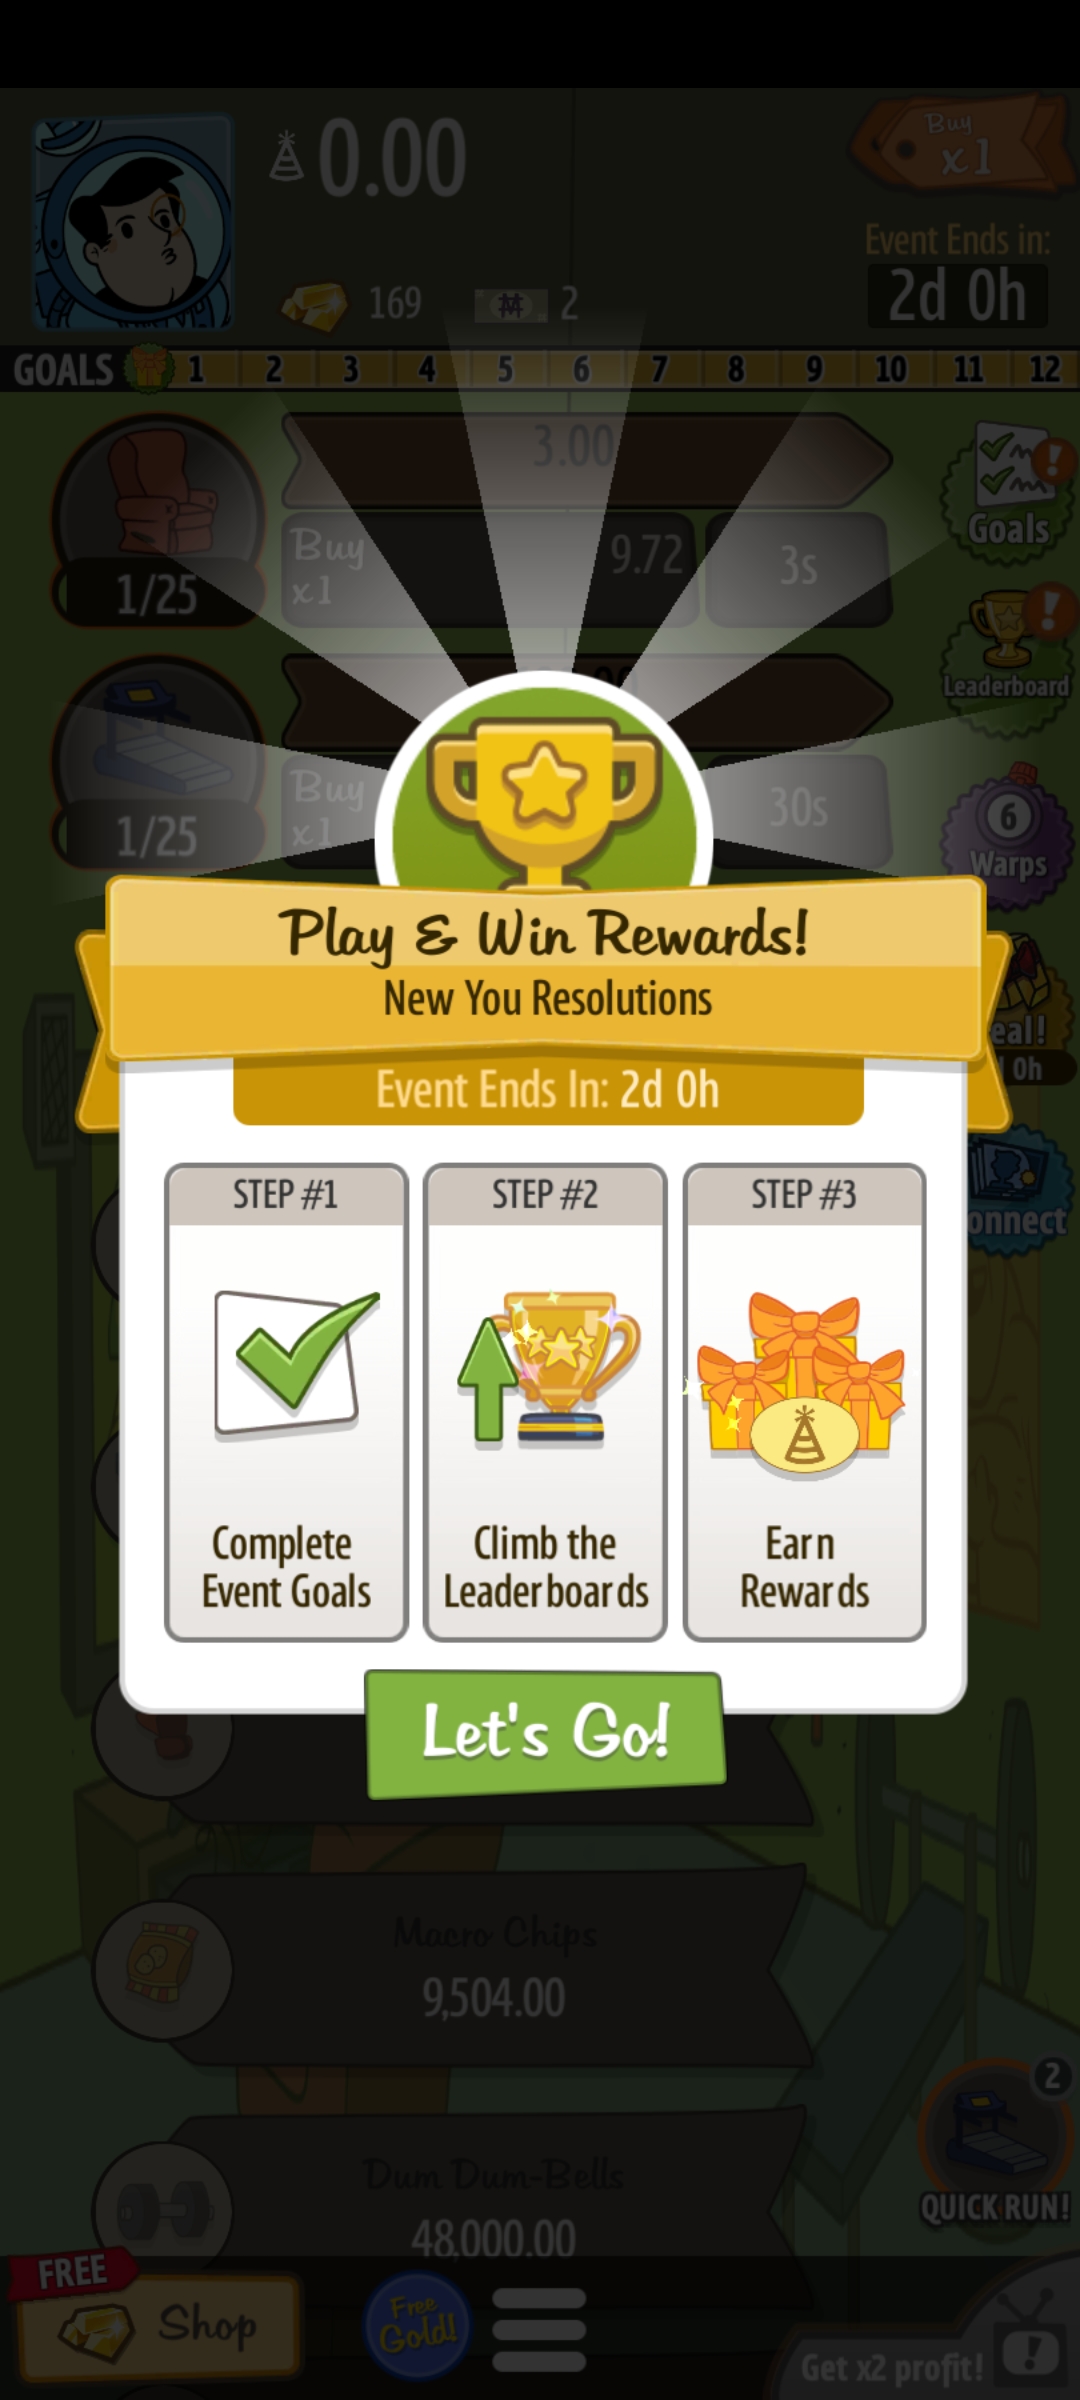 0.00
Buy
x1
Event Ends in:
2d 0h
169
2
GOALS 1 2 3 4 5 6 7 8 9 10 11 12
3.00
Buy
x1
9.72
3s
1/25
Goals
Leaderboard
Buy
x1
30s
1/25
6
Warps
Play & Win Rewards!
New You Resolutions
Event Ends In: 2d 0h
eal!
0h
onnect
STEP #1
STEP #2
STEP #3
Complete
Event Goals
Climb the
Leaderboards
Earn
Rewards
Let's Go!
Macro Chips
9,504.00
Dum Dum-Bells
48,000.00
2
QUICK RUN!
FREE
Shop
Free
Gold!
Get x2 profit!